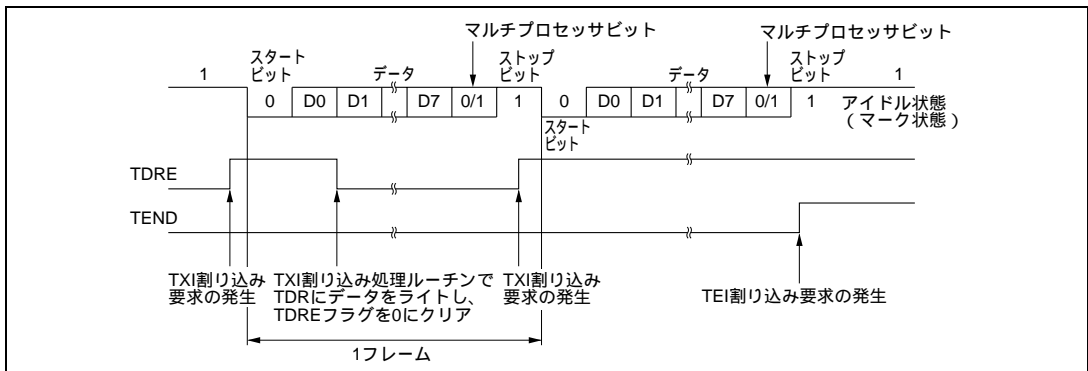 マルチプロセッサビット
マルチプロセッサビット
1
スタート
ビット
データ
ストップ
ビット
データ
ストップ
ビット
1
0 D0 D1 D7 0/1 1 0 D0 D1 D7 0/1 1
アイドル状態
(マーク状態)
スタート
ビット
TDRE
TEND
TXI割り込み
要求の発生
TXI割り込み処理ルーチンで
TDRにデータをライトし、
TDREフラグを0にクリア
TXI割り込み
要求の発生
TEI割り込み要求の発生
1フレーム